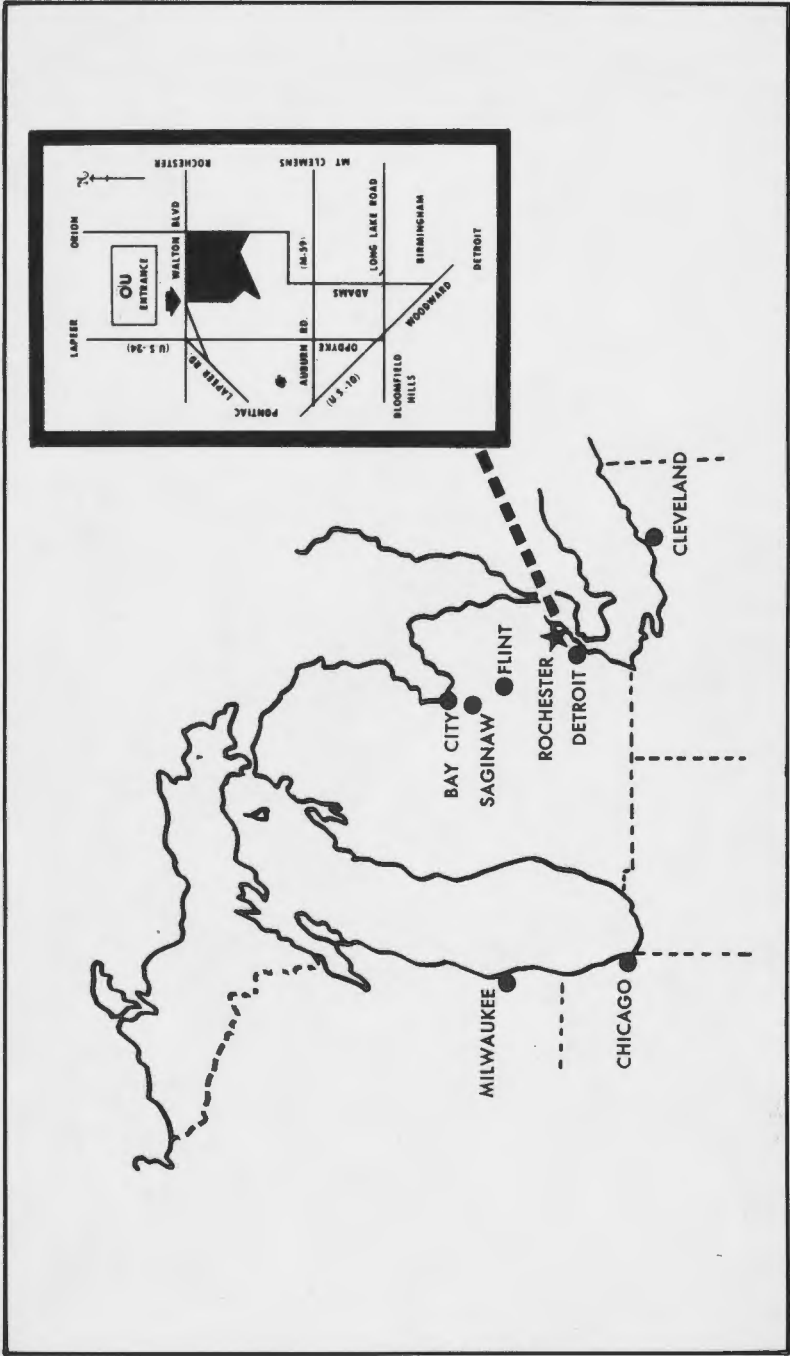 MILWAUKEE
CHICAGO
BAY CITY
SAGINAW
FLINT
ROCHESTER
DETROIT
CLEVELAND
LAPEER
ORION
N
(U S-24)
OU
ENTRANCE
WALTON BLVD
ROCHESTER
LAPEER RD.
PONTIAC
AUBURN RD.
(M-59)
MT CLEMENS
OPDYKE
ADAMS
(U S-10)
LONG LAKE ROAD
BLOOMFIELD
HILLS
WOODWARD
BIRMINGHAM
DETROIT